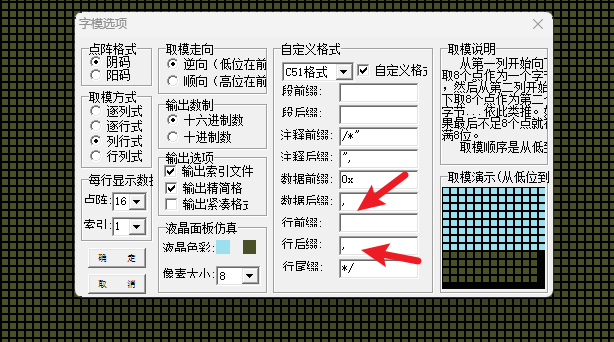 字模选项
点阵格式
阴码
阳码
取模方式
逐列式
逐行式
列行式
行列式
每行显示数据
点阵: 16
索引: 1
确 定
取 消
取模走向
逆向（低位在前
顺向（高位在前
输出数制
十六进制数
十进制数
输出选项
输出索引文件
输出精简格
输出紧凑格式
液晶面板仿真
液晶色彩:
像素大小: 8
自定义格式
C51格式 自定义格式
段前缀:
段后缀:
注释前缀: /*"
注释后缀: ",
数据前缀: 0x
数据后缀: ,
行前缀:
行后缀: ,
行尾缀: */
取模说明
从第一列开始向下
取8个点作为一个字节
，然后从第二列开始
下取8个点作为第二个
字节...依此类推。如
果最后不足8个点就补
满8位。
取模顺序是从低到
取模演示(从低位到